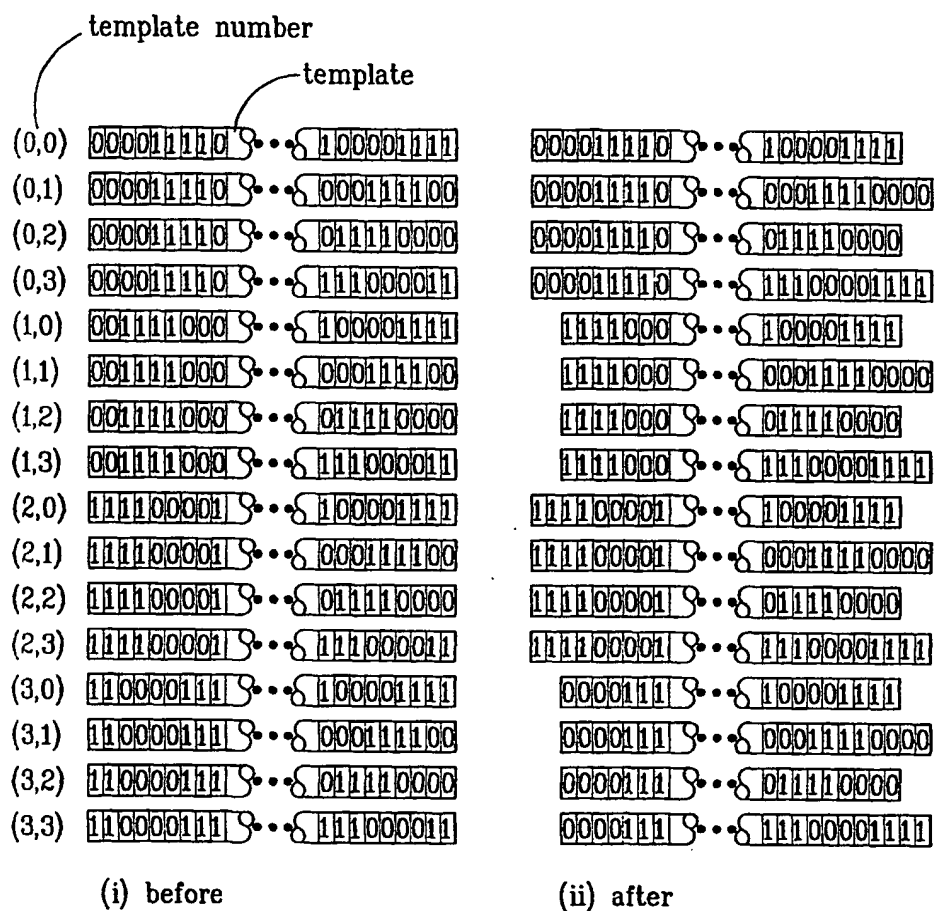 template number
template
(0,0) 000011110 ••• 100001111 000011110 ••• 100001111
(0,1) 000011110 ••• 000111100 000011110 ••• 00011110000
(0,2) 000011110 ••• 011110000 000011110 ••• 011110000
(0,3) 000011110 ••• 111000011 000011110 ••• 11100001111
(1,0) 001111000 ••• 100001111 1111000 ••• 100001111
(1,1) 001111000 ••• 000111100 1111000 ••• 00011110000
(1,2) 001111000 ••• 011110000 1111000 ••• 011110000
(1,3) 001111000 ••• 111000011 1111000 ••• 11100001111
(2,0) 111100001 ••• 100001111 111100001 ••• 100001111
(2,1) 111100001 ••• 000111100 111100001 ••• 00011110000
(2,2) 111100001 ••• 011110000 111100001 ••• 011110000
(2,3) 111100001 ••• 111000011 111100001 ••• 11100001111
(3,0) 110000111 ••• 100001111 0000111 ••• 100001111
(3,1) 110000111 ••• 000111100 0000111 ••• 00011110000
(3,2) 110000111 ••• 011110000 0000111 ••• 011110000
(3,3) 110000111 ••• 111000011 0000111 ••• 11100001111
(i) before (ii) after